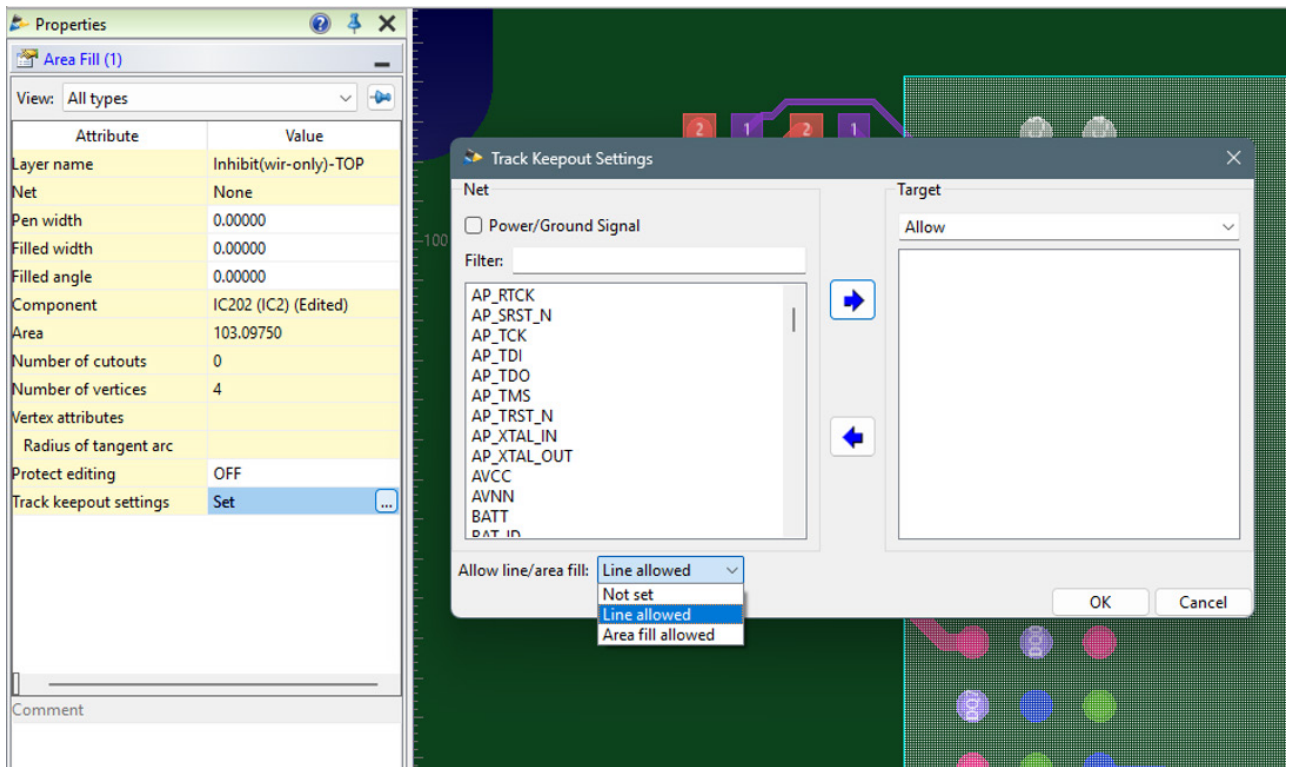 Properties
Area Fill (1)
View: All types
Attribute Value
Layer name Inhibit(wir-only)-TOP
Net None
Pen width 0.00000
Filled width 0.00000
Filled angle 0.00000
Component IC202 (IC2) (Edited)
Area 103.09750
Number of cutouts 0
Number of vertices 4
Vertex attributes
Radius of tangent arc
Protect editing OFF
Track keepout settings Set ...
Comment
2 1 2 1
100
Track Keepout Settings
Net
Power/Ground Signal
Filter:
AP_RTCK
AP_SRST_N
AP_TCK
AP_TDI
AP_TDO
AP_TMS
AP_TRST_N
AP_XTAL_IN
AP_XTAL_OUT
AVCC
AVNN
BATT
BAT_ID
Target
Allow
Allow line/area fill: Line allowed
Not set
Line allowed
Area fill allowed
OK Cancel